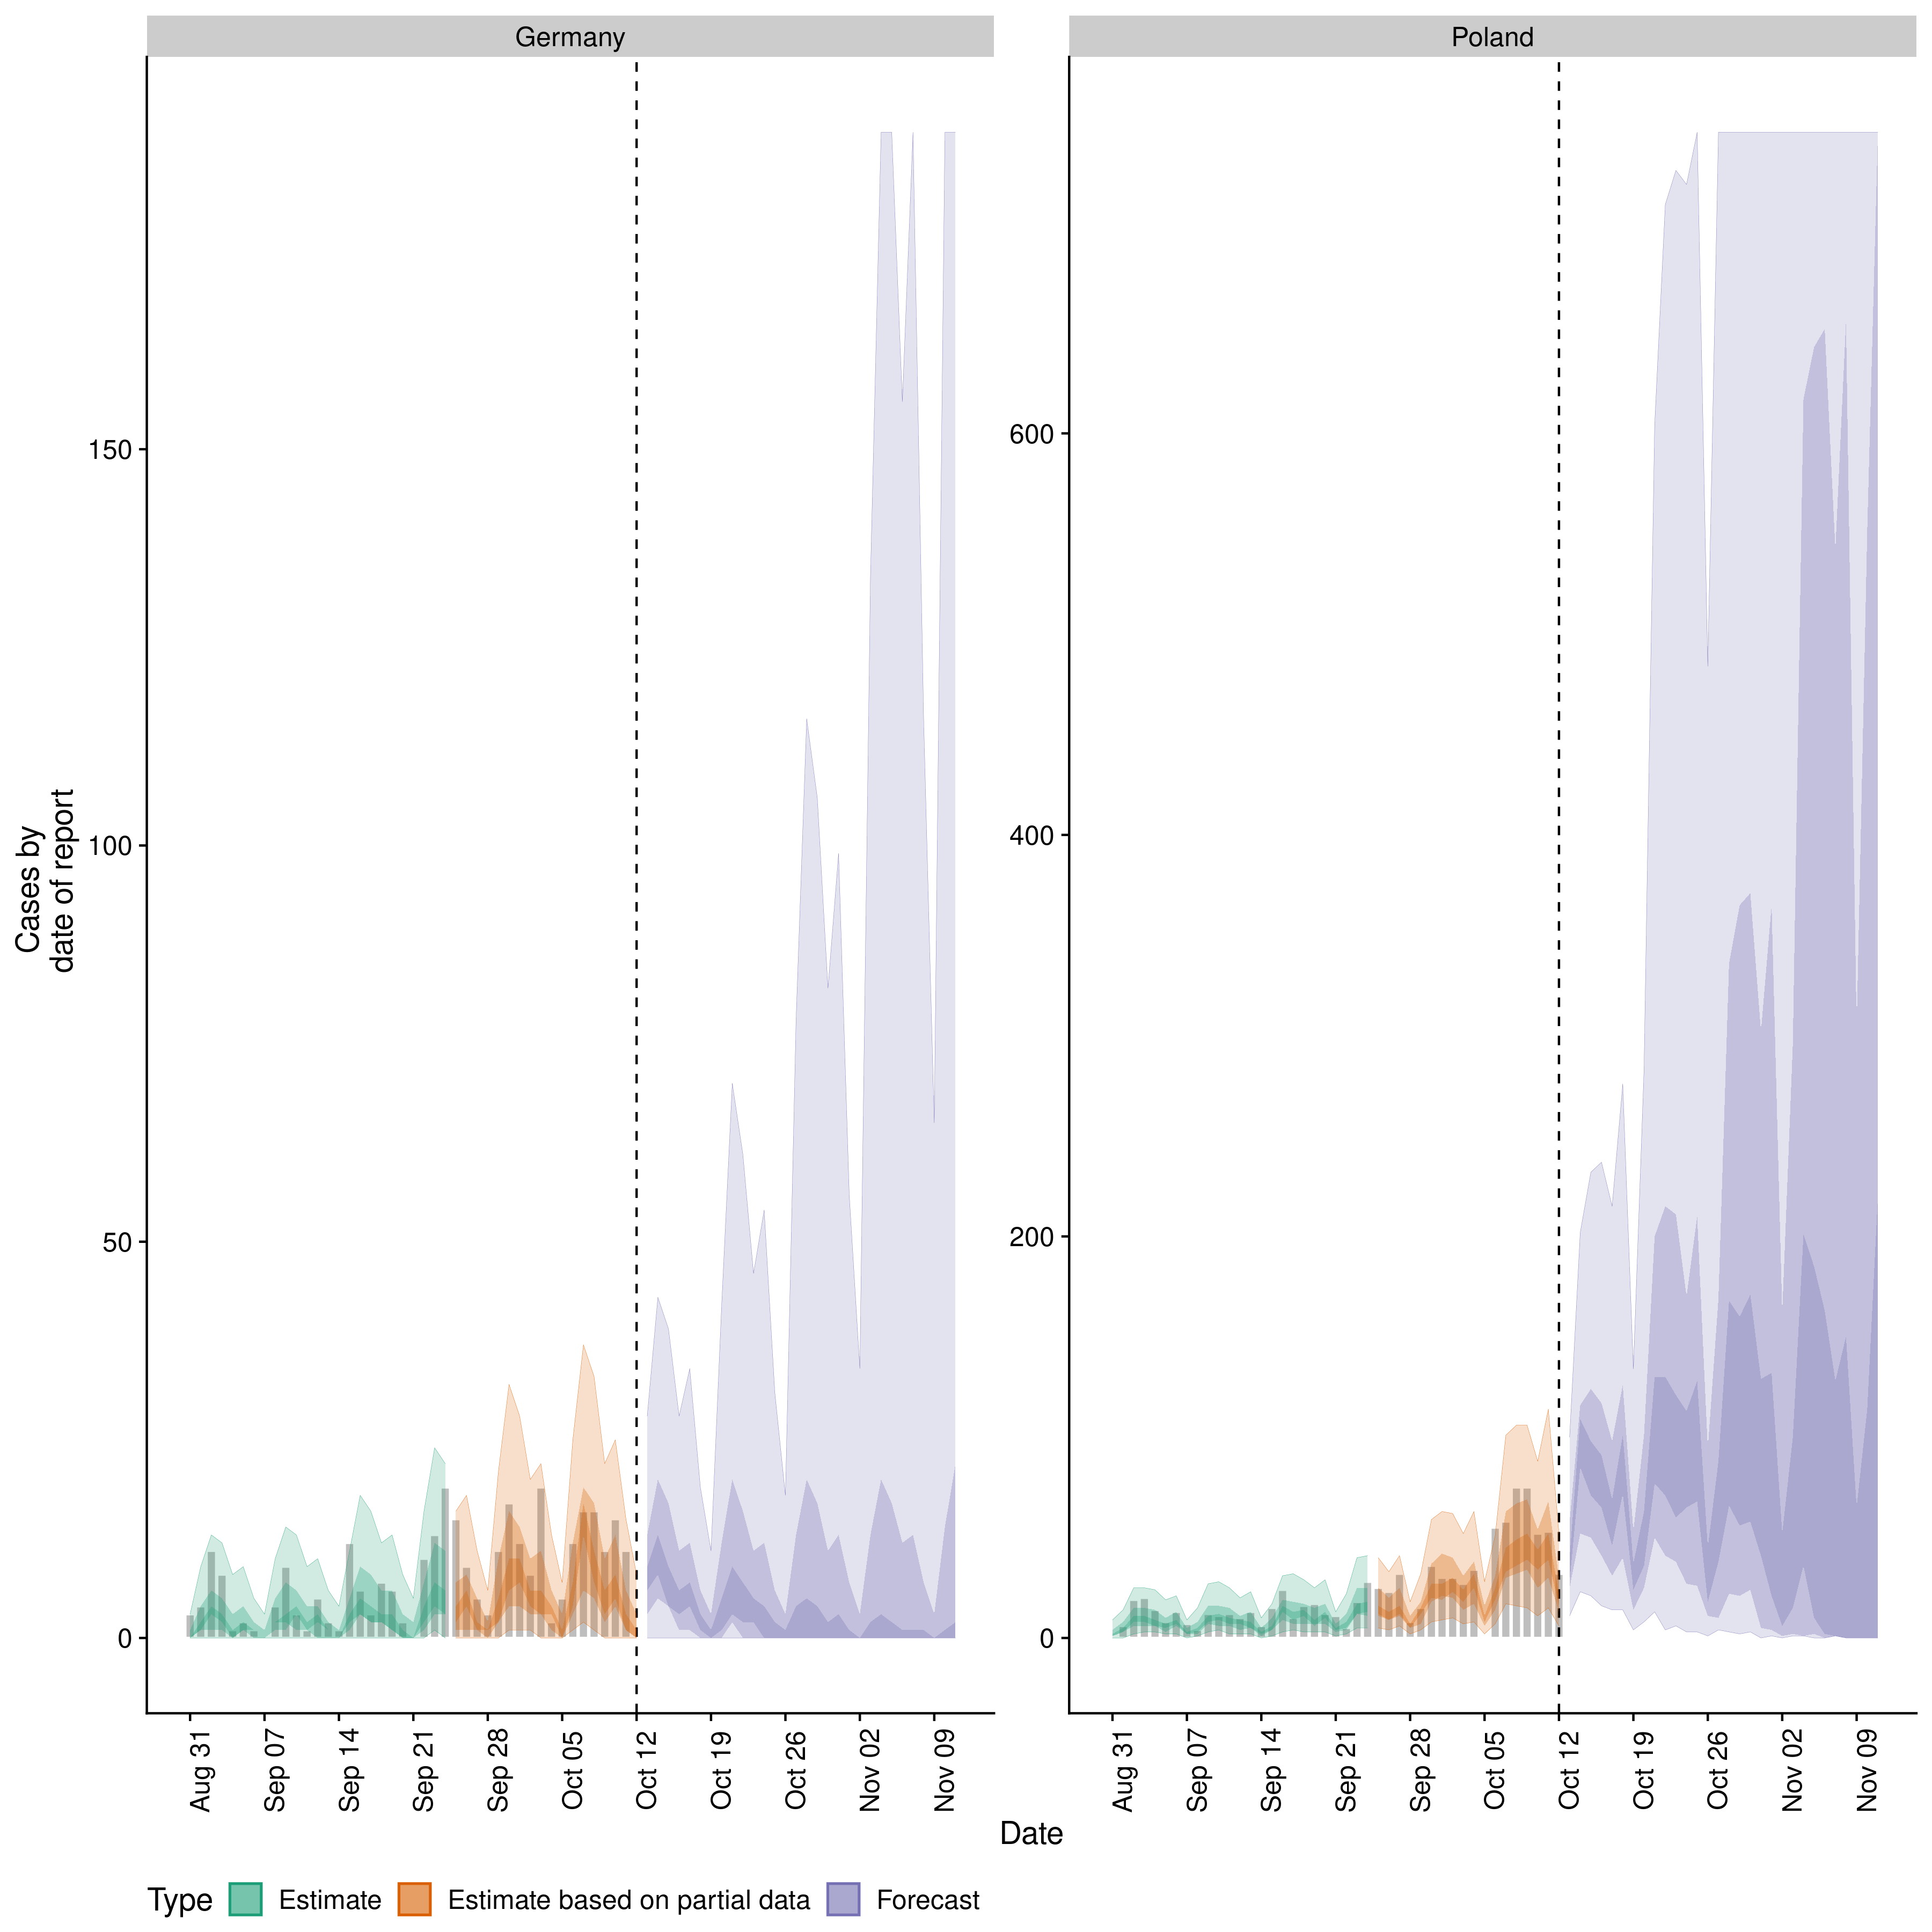 Germany
Poland
Cases by
date of report
150
100
50
0
600
400
200
0
Aug 31
Sep 07
Sep 14
Sep 21
Sep 28
Oct 05
Oct 12
Oct 19
Oct 26
Nov 02
Nov 09
Aug 31
Sep 07
Sep 14
Sep 21
Sep 28
Oct 05
Oct 12
Oct 19
Oct 26
Nov 02
Nov 09
Date
Type Estimate Estimate based on partial data Forecast